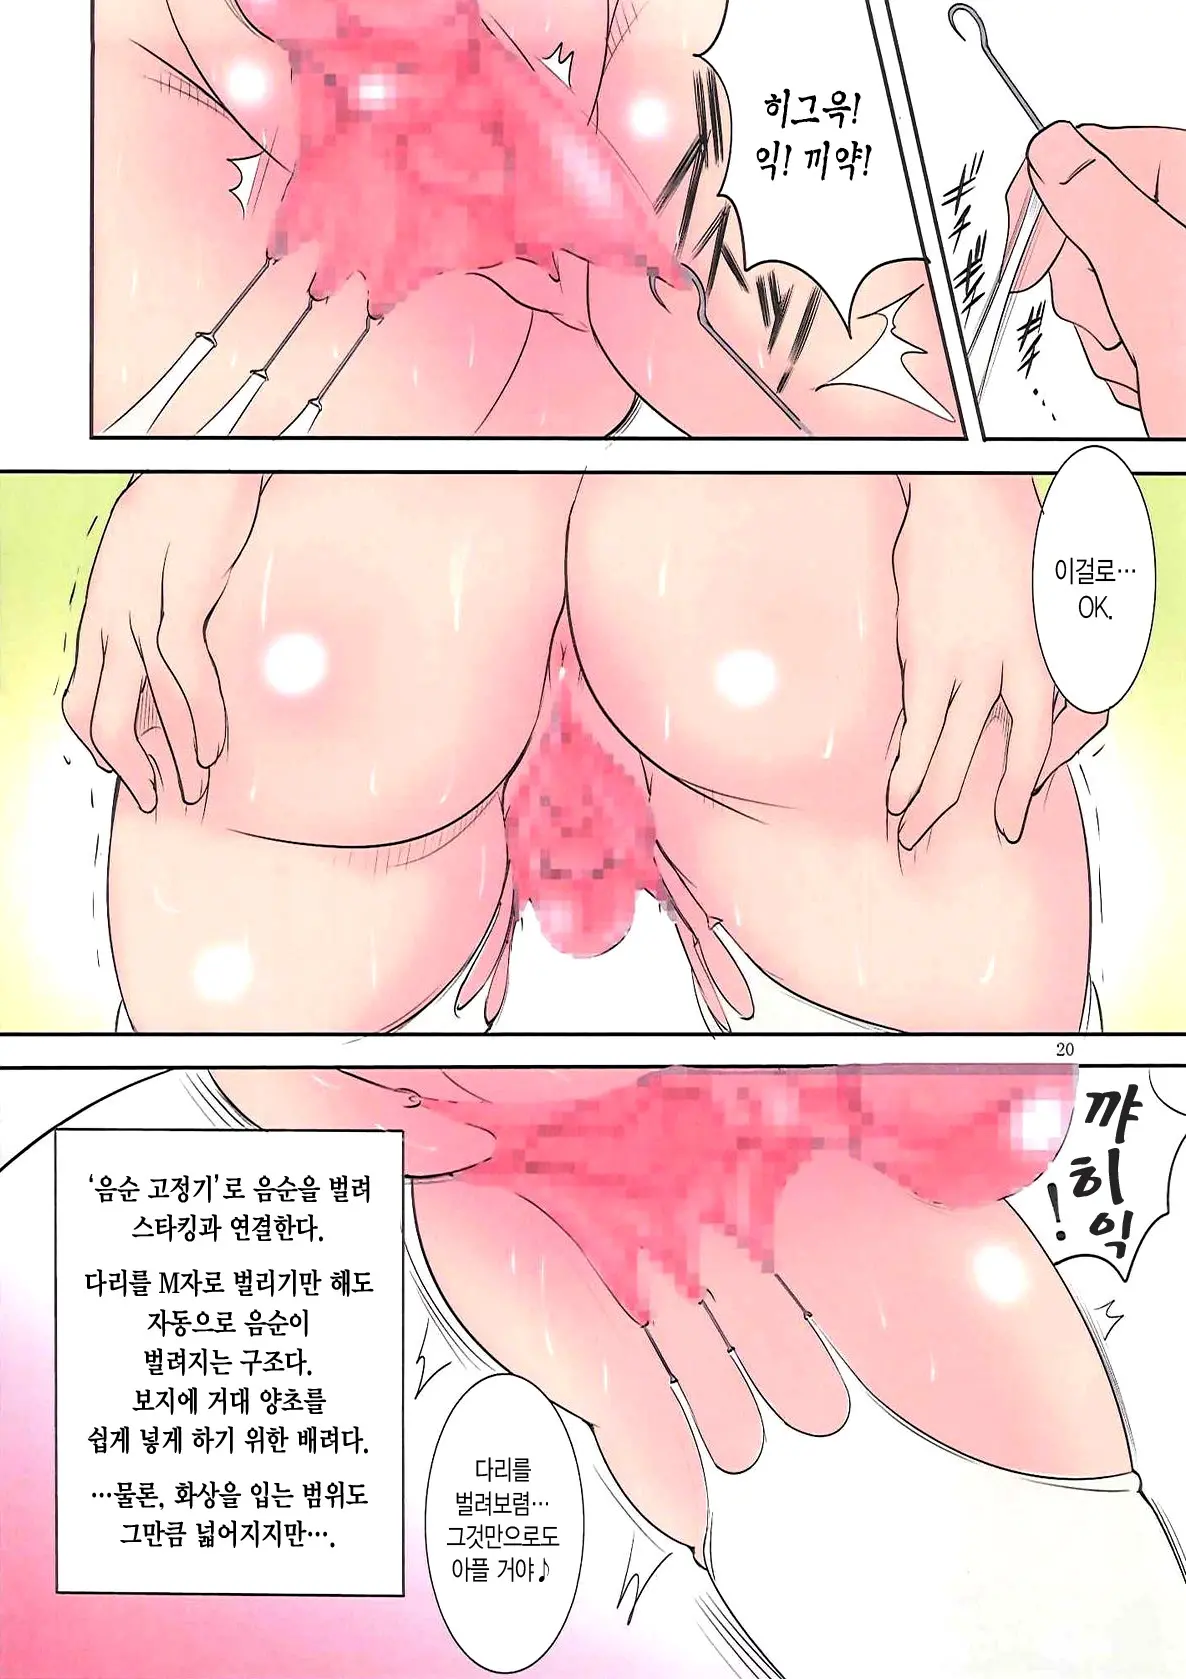 히그윽!
익! 끼약!
이걸로…
OK.
20
꺄
히
익
!
‘음순 고정기’로 음순을 벌려
스타킹과 연결한다.
다리를 M자로 벌리기만 해도
자동으로 음순이
벌려지는 구조다.
보지에 거대 양초를
쉽게 넣게 하기 위한 배려다.
…물론, 화상을 입는 범위도
그만큼 넓어지지만….
다리를
벌려보렴…
그것만으로도
아플 거야♪